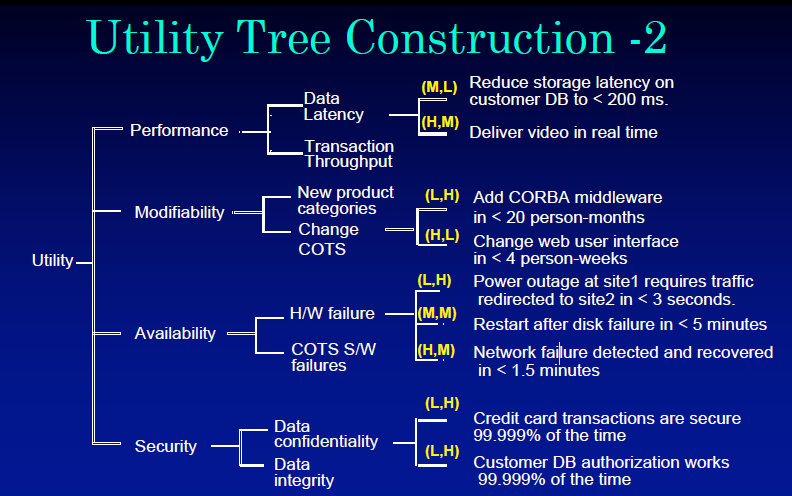 Utility Tree Construction -2
(M,L)
Reduce storage latency on
customer DB to < 200 ms.
Data
Latency
Performance
(H,M)
Deliver video in real time
Transaction
Throughput
New product
categories
(L,H)
Add CORBA middleware
in < 20 person-months
Modifiability
Change
COTS
(H,L)
Change web user interface
in < 4 person-weeks
Utility
(L,H)
Power outage at site1 requires traffic
redirected to site2 in < 3 seconds.
H/W failure
(M,M)
Restart after disk failure in < 5 minutes
Availability
COTS S/W
failures
(H,M)
Network failure detected and recovered
in < 1.5 minutes
(L,H)
Credit card transactions are secure
99.999% of the time
Data
confidentiality
Security
(L,H)
Customer DB authorization works
99.999% of the time
Data
integrity